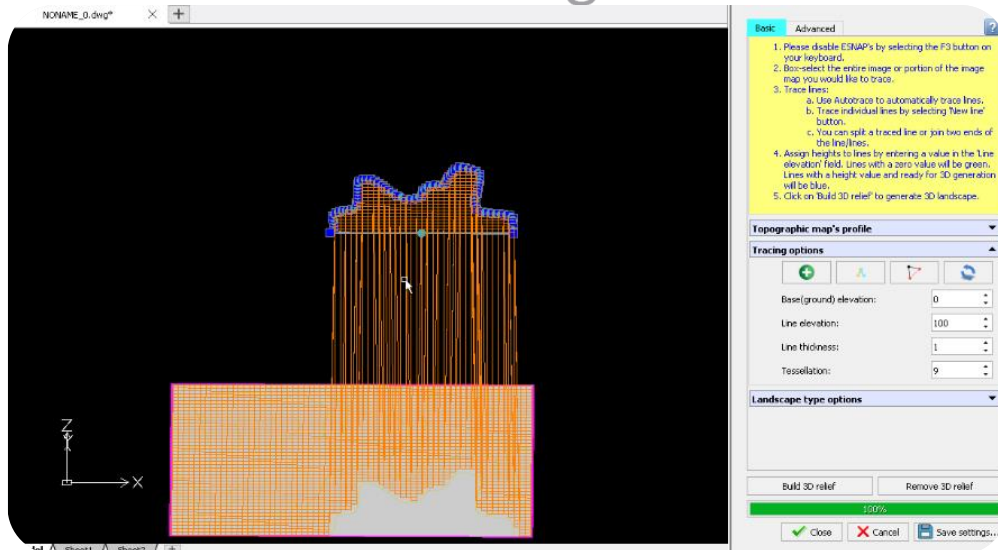 NONAME_0.dwg*
Basic Advanced ?
1. Please disable ESNAP's by selecting the F3 button on
your keyboard.
2. Box-select the entire image or portion of the image
map you would like to trace.
3. Trace lines:
a. Use Autotrace to automatically trace lines.
b. Trace individual lines by selecting 'New line'
button.
c. You can split a traced line or join two ends of
the line/lines.
4. Assign heights to lines by entering a value in the 'Line
elevation' field. Lines with a zero value will be green.
Lines with a height value and ready for 3D generation
will be blue.
5. Click on 'Build 3D relief' to generate 3D landscape.
Topographic map's profile
Tracing options
Base(ground) elevation: 0
Line elevation: 100
Line thickness: 1
Tessellation: 9
Landscape type options
Build 3D relief Remove 3D relief
100%
Close Cancel Save settings...
Z
X
Sheet1 Sheet2